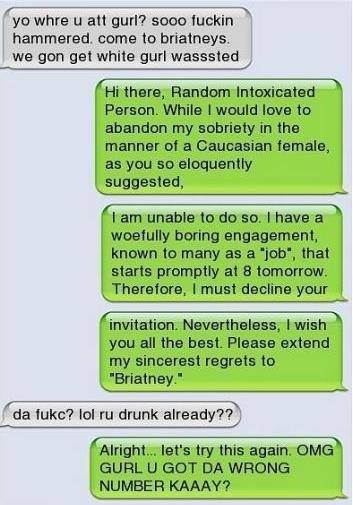 yo whre u att gurl? sooo fuckin
hammered. come to briatneys.
we gon get white gurl wasssted
Hi there, Random Intoxicated
Person. While I would love to
abandon my sobriety in the
manner of a Caucasian female,
as you so eloquently
suggested,
I am unable to do so. I have a
woefully boring engagement,
known to many as a "job", that
starts promptly at 8 tomorrow.
Therefore, I must decline your
invitation. Nevertheless, I wish
you all the best. Please extend
my sincerest regrets to
"Briatney."
da fukc? lol ru drunk already??
Alright... let's try this again. OMG
GURL U GOT DA WRONG
NUMBER KAAAY?